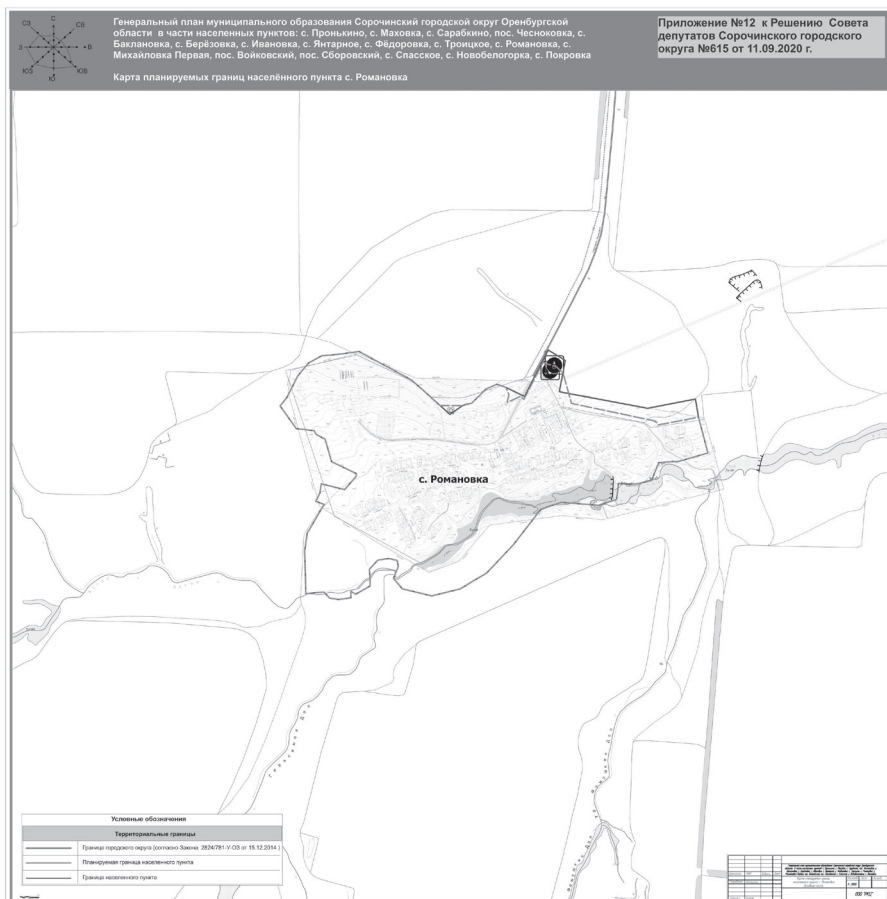 С
СВ
В
ЮВ
Ю
ЮЗ
З
СЗ
Генеральный план муниципального образования Сорочинский городской округ Оренбургской
области в части населенных пунктов: с. Пронькино, с. Маховка, с. Сарабкино, пос. Чесноковка, с.
Баклановка, с. Берёзовка, с. Ивановка, с. Янтарное, с. Фёдоровка, с. Троицкое, с. Романовка, с.
Михайловка Первая, пос. Войковский, пос. Сборовский, с. Спасское, с. Новобелогорка, с. Покровка
Карта планируемых границ населённого пункта с. Романовка
Приложение №12 к Решению Совета
депутатов Сорочинского городского
округа №615 от 11.09.2020 г.
с. Романовка
Условные обозначения
Территориальные границы
Граница городского округа (согласно Закона 2824/781-V-ОЗ от 15.12.2014 )
Планируемая граница населенного пункта
Граница населенного пункта